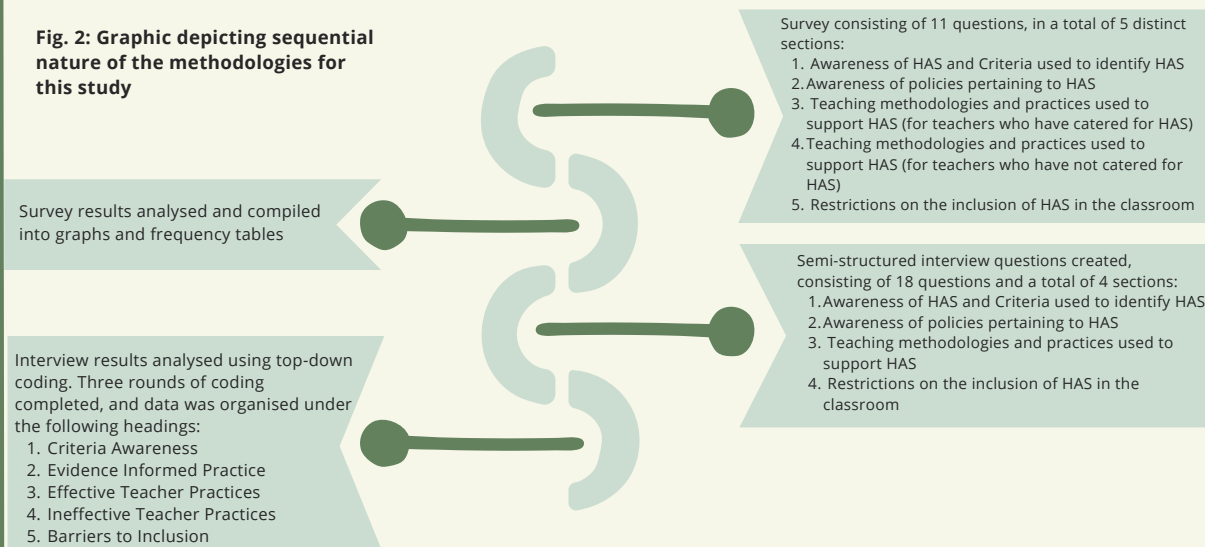 Fig. 2: Graphic depicting sequential
nature of the methodologies for
this study
Survey consisting of 11 questions, in a total of 5 distinct
sections:
1. Awareness of HAS and Criteria used to identify HAS
2. Awareness of policies pertaining to HAS
3. Teaching methodologies and practices used to
support HAS (for teachers who have catered for HAS)
4. Teaching methodologies and practices used to
support HAS (for teachers who have not catered for
HAS)
5. Restrictions on the inclusion of HAS in the classroom
Survey results analysed and compiled
into graphs and frequency tables
Semi-structured interview questions created,
consisting of 18 questions and a total of 4 sections:
1. Awareness of HAS and Criteria used to identify HAS
2. Awareness of policies pertaining to HAS
3. Teaching methodologies and practices used to
support HAS
4. Restrictions on the inclusion of HAS in the
classroom
Interview results analysed using top-down
coding. Three rounds of coding
completed, and data was organised under
the following headings:
1. Criteria Awareness
2. Evidence Informed Practice
3. Effective Teacher Practices
4. Ineffective Teacher Practices
5. Barriers to Inclusion